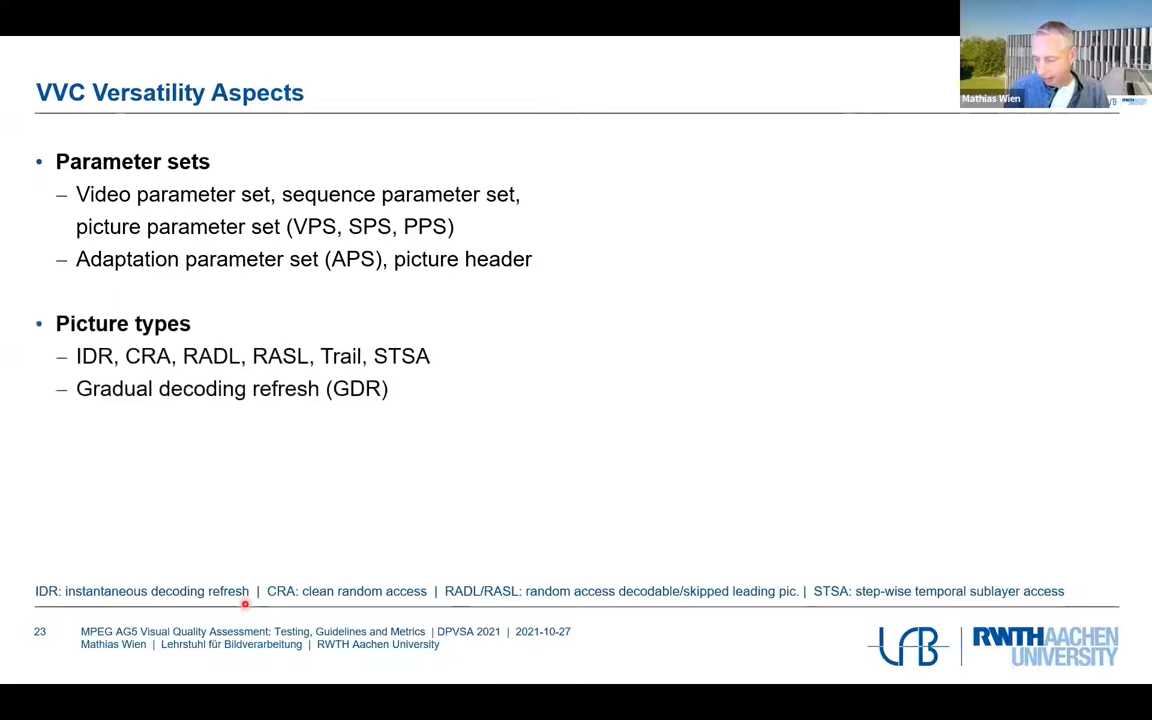 Mathias Wien
VVC Versatility Aspects
• Parameter sets
– Video parameter set, sequence parameter set,
picture parameter set (VPS, SPS, PPS)
– Adaptation parameter set (APS), picture header
• Picture types
– IDR, CRA, RADL, RASL, Trail, STSA
– Gradual decoding refresh (GDR)
IDR: instantaneous decoding refresh | CRA: clean random access | RADL/RASL: random access decodable/skipped leading pic. | STSA: step-wise temporal sublayer access
23 MPEG AG5 Visual Quality Assessment: Testing, Guidelines and Metrics | DPVSA 2021 | 2021-10-27
Mathias Wien | Lehrstuhl für Bildverarbeitung | RWTH Aachen University
LFB
RWTHAACHEN
UNIVERSITY